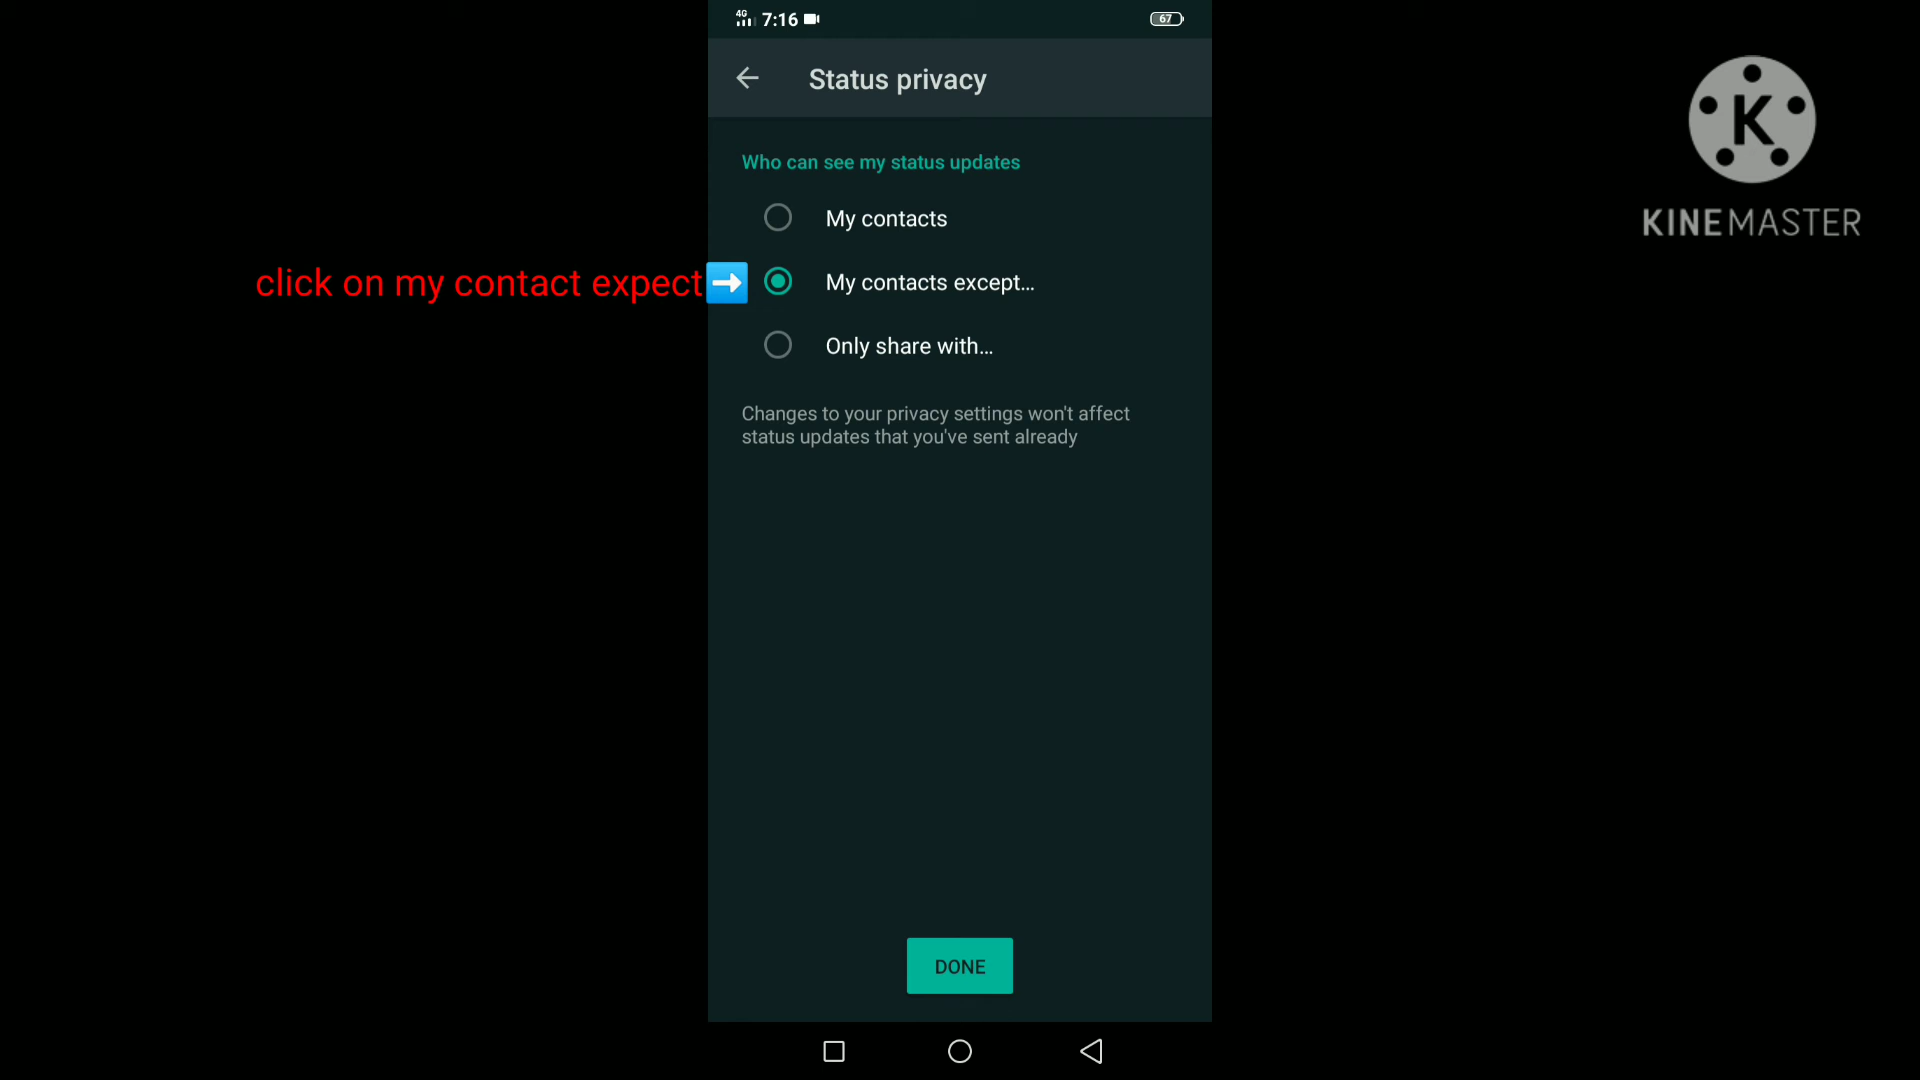 4G 7:16 67
Status privacy
Who can see my status updates
My contacts
click on my contact expect ➡️ My contacts except...
Only share with...
Changes to your privacy settings won't affect
status updates that you've sent already
DONE
K
KINEMASTER